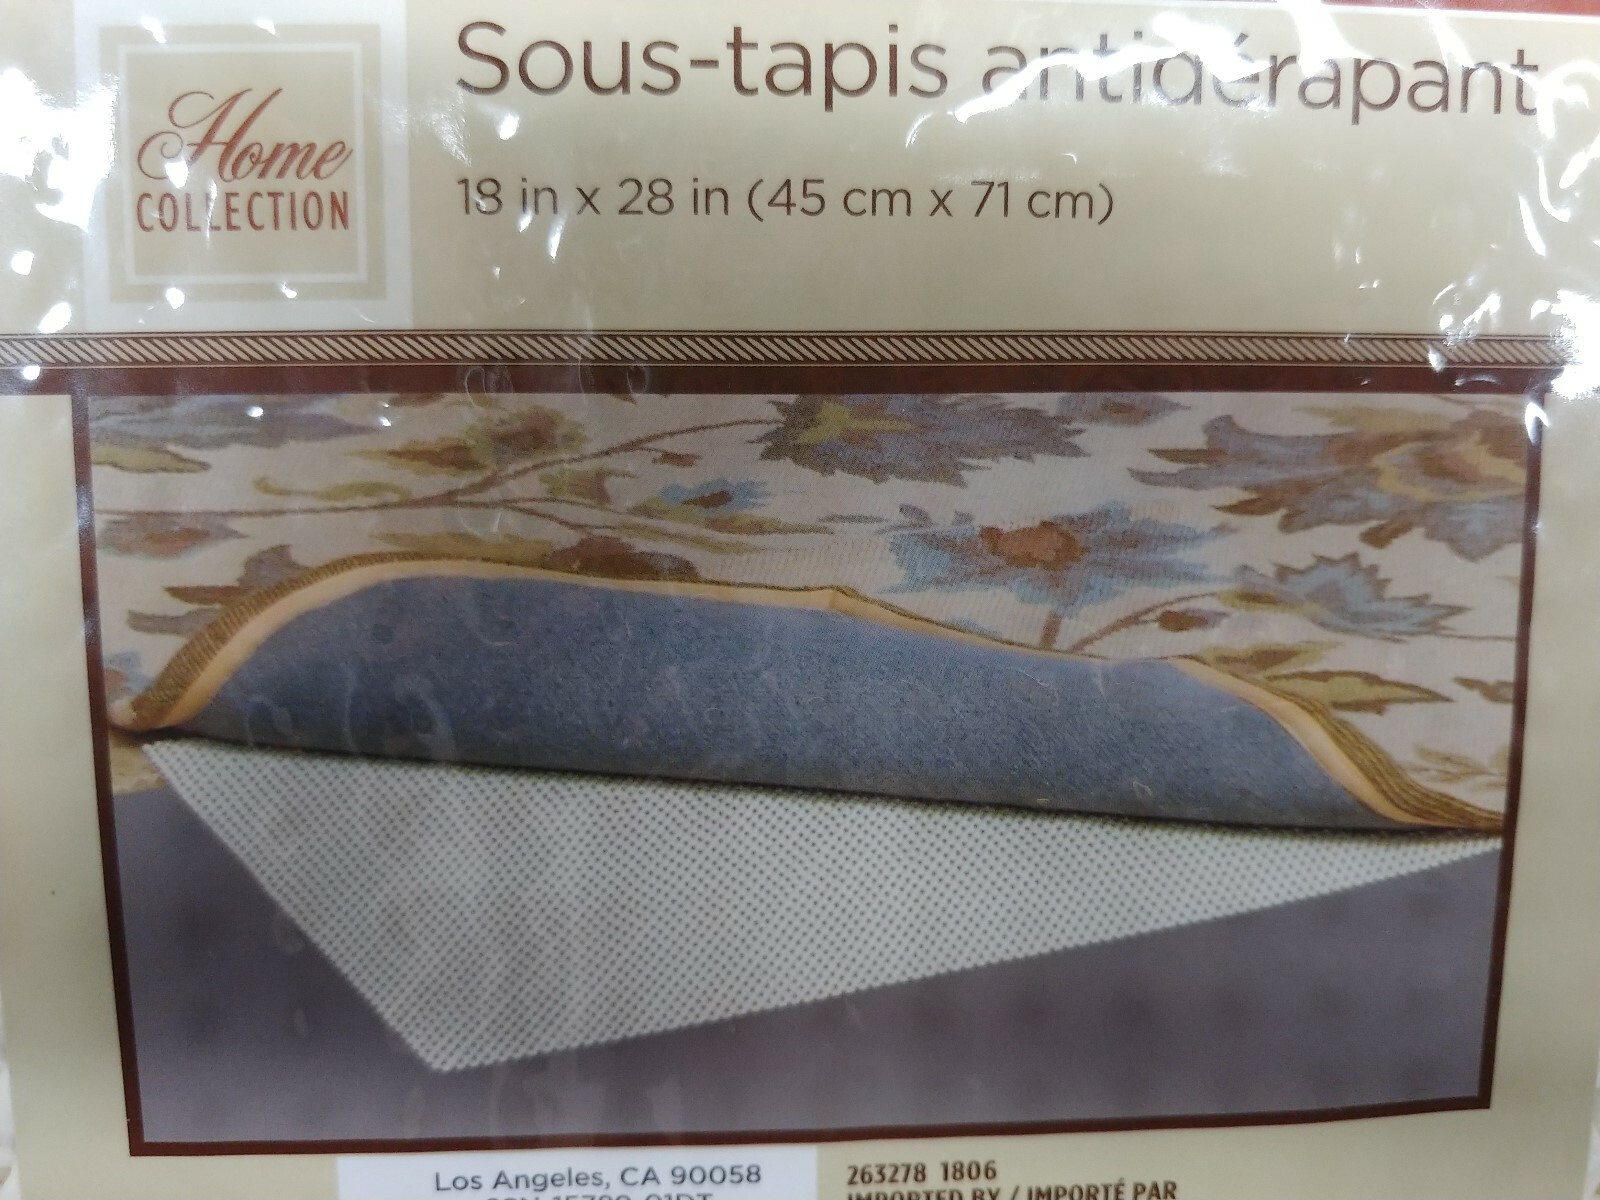 Sous-tapis antidérapant
Home
COLLECTION
18 in x 28 in (45 cm x 71 cm)
Los Angeles, CA 90058
263278 1806
IMPORTED BY / IMPORTÉ PAR